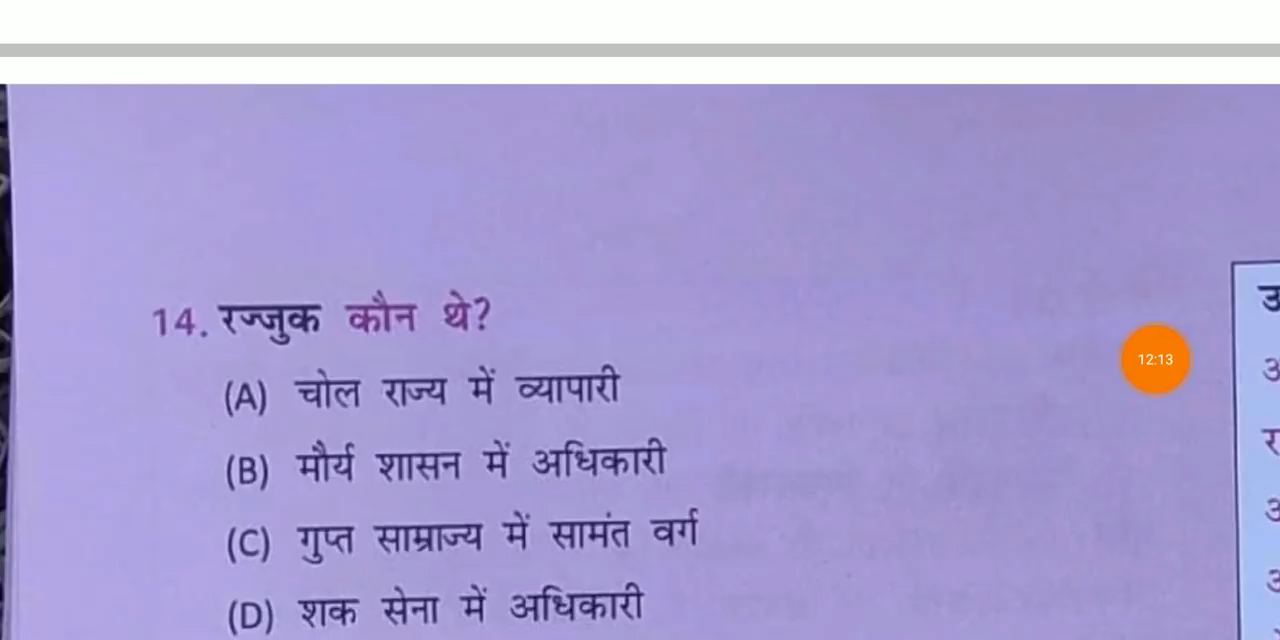 14. रज्जुक कौन थे?
(A) चोल राज्य में व्यापारी
(B) मौर्य शासन में अधिकारी
(C) गुप्त साम्राज्य में सामंत वर्ग
(D) शक सेना में अधिकारी
12:13